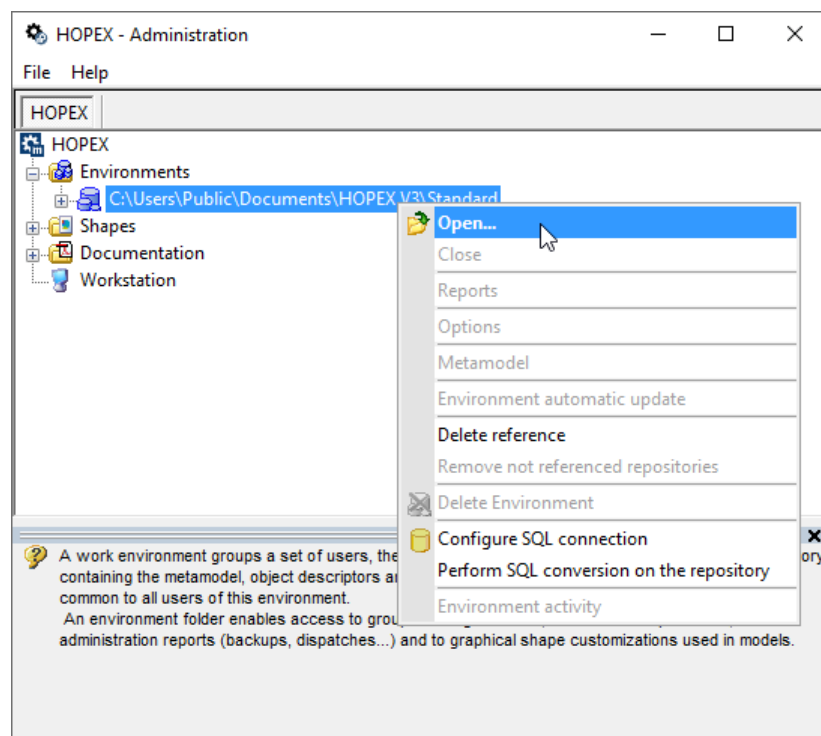 HOPEX - Administration
File Help
HOPEX
HOPEX
Environments
C:\Users\Public\Documents\HOPEX V3\Standard
Shapes
Documentation
Workstation
Open...
Close
Reports
Options
Metamodel
Environment automatic update
Delete reference
Remove not referenced repositories
Delete Environment
Configure SQL connection
Perform SQL conversion on the repository
Environment activity
A work environment groups a set of users, the
containing the metamodel, object descriptors
common to all users of this environment.
An environment folder enables access to
administration reports (backups, dispatches...) and to graphical shape customizations used in models.